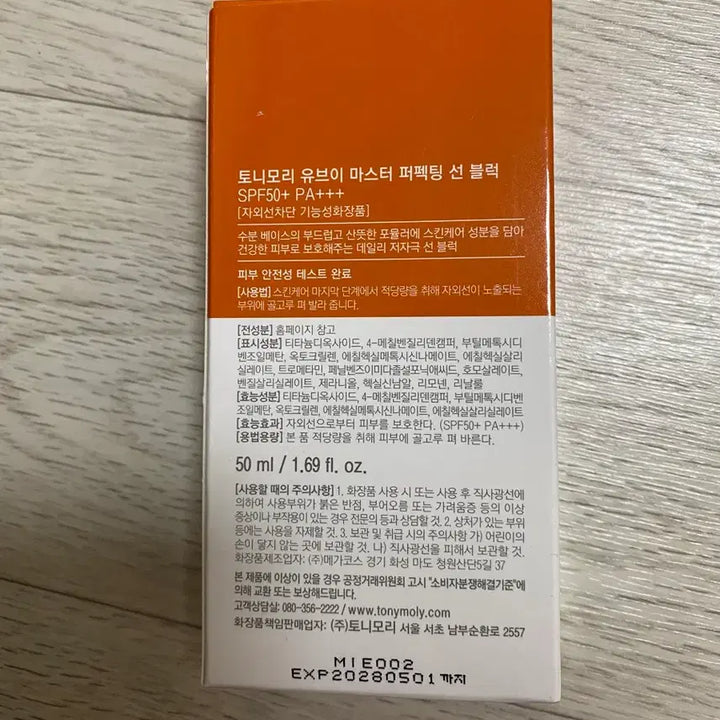 토니모리 유브이 마스터 퍼펙팅 선 블럭
SPF50+ PA+++
[자외선차단 기능성화장품]
수분 베이스의 부드럽고 산뜻한 포뮬러에 스킨케어 성분을 담아
건강한 피부로 보호해주는 데일리 저자극 선 블럭
피부 안전성 테스트 완료
[사용법] 스킨케어 마지막 단계에서 적당량을 취해 자외선이 노출되는
부위에 골고루 펴 발라 줍니다.
[전성분] 홈페이지 참고
[표시성분] 티타늄디옥사이드, 4-메칠벤질리덴캠퍼, 부틸메톡시디
벤조일메탄, 옥토크릴렌, 에칠헥실메톡시신나메이트, 에칠헥실살리
실레이트, 트로메타민, 페닐벤즈이미다졸설포닉애씨드, 호모살레이트,
벤질살리실레이트, 제라니올, 헥실신남알, 리모넨, 리날룰
[효능성분] 티타늄디옥사이드, 4-메칠벤질리덴캠퍼, 부틸메톡시디벤
조일메탄, 옥토크릴렌, 에칠헥실메톡시신나메이트, 에칠헥실살리실레이트
[효능효과] 자외선으로부터 피부를 보호한다. (SPF50+ PA+++)
[용법용량] 본 품 적당량을 취해 피부에 골고루 펴 바른다.
50 ml / 1.69 fl. oz.
[사용할 때의 주의사항] 1. 화장품 사용 시 또는 사용 후 직사광선에
의하여 사용부위가 붉은 반점, 부어오름 또는 가려움증 등의 이상
증상이나 부작용이 있는 경우 전문의 등과 상담할 것. 2. 상처가 있는 부위
등에는 사용을 자제할 것. 3. 보관 및 취급 시의 주의사항 가) 어린이의
손이 닿지 않는 곳에 보관할 것. 나) 직사광선을 피해서 보관할 것.
화장품제조업자: (주)메가코스 경기 화성 마도 청원산단5길 37
본 제품에 이상이 있을 경우 공정거래위원회 고시 "소비자분쟁해결기준"에
의해 교환 또는 보상해드립니다.
고객상담실: 080-356-2222 / www.tonymoly.com
화장품책임판매업자: (주)토니모리 서울 서초 남부순환로 2557
MIE002
EXP20280501 까지